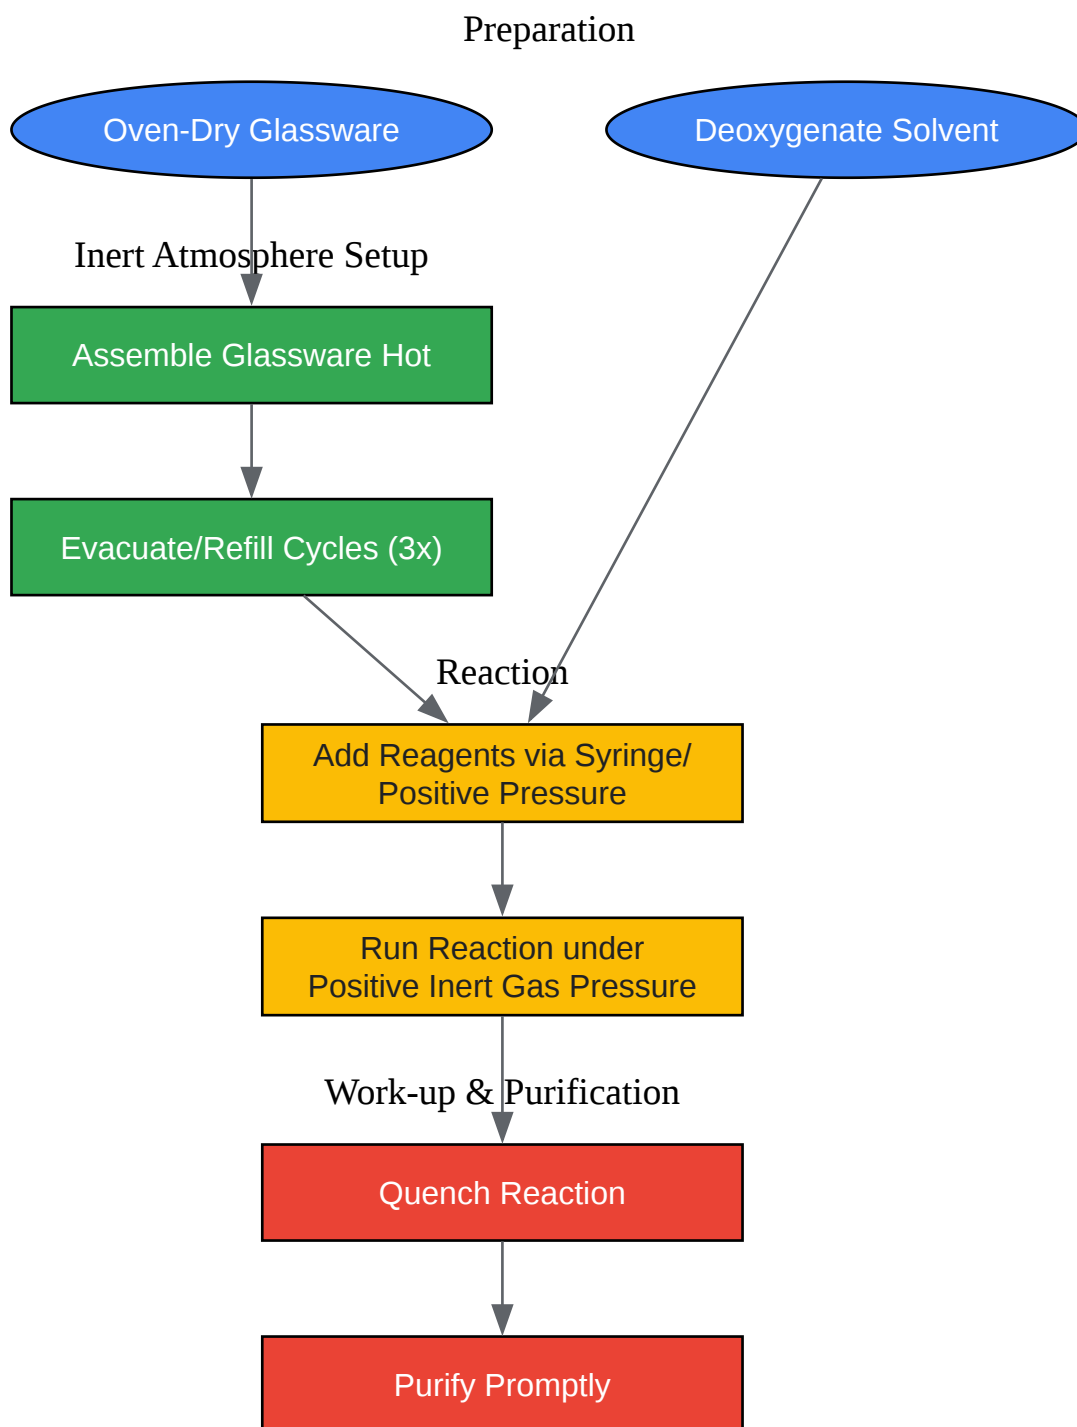 Preparation
Oven-Dry Glassware
Deoxygenate Solvent
Inert Atmosphere Setup
Assemble Glassware Hot
Evacuate/Refill Cycles (3x)
Reaction
Add Reagents via Syringe/
Positive Pressure
Run Reaction under
Positive Inert Gas Pressure
Work-up & Purification
Quench Reaction
Purify Promptly